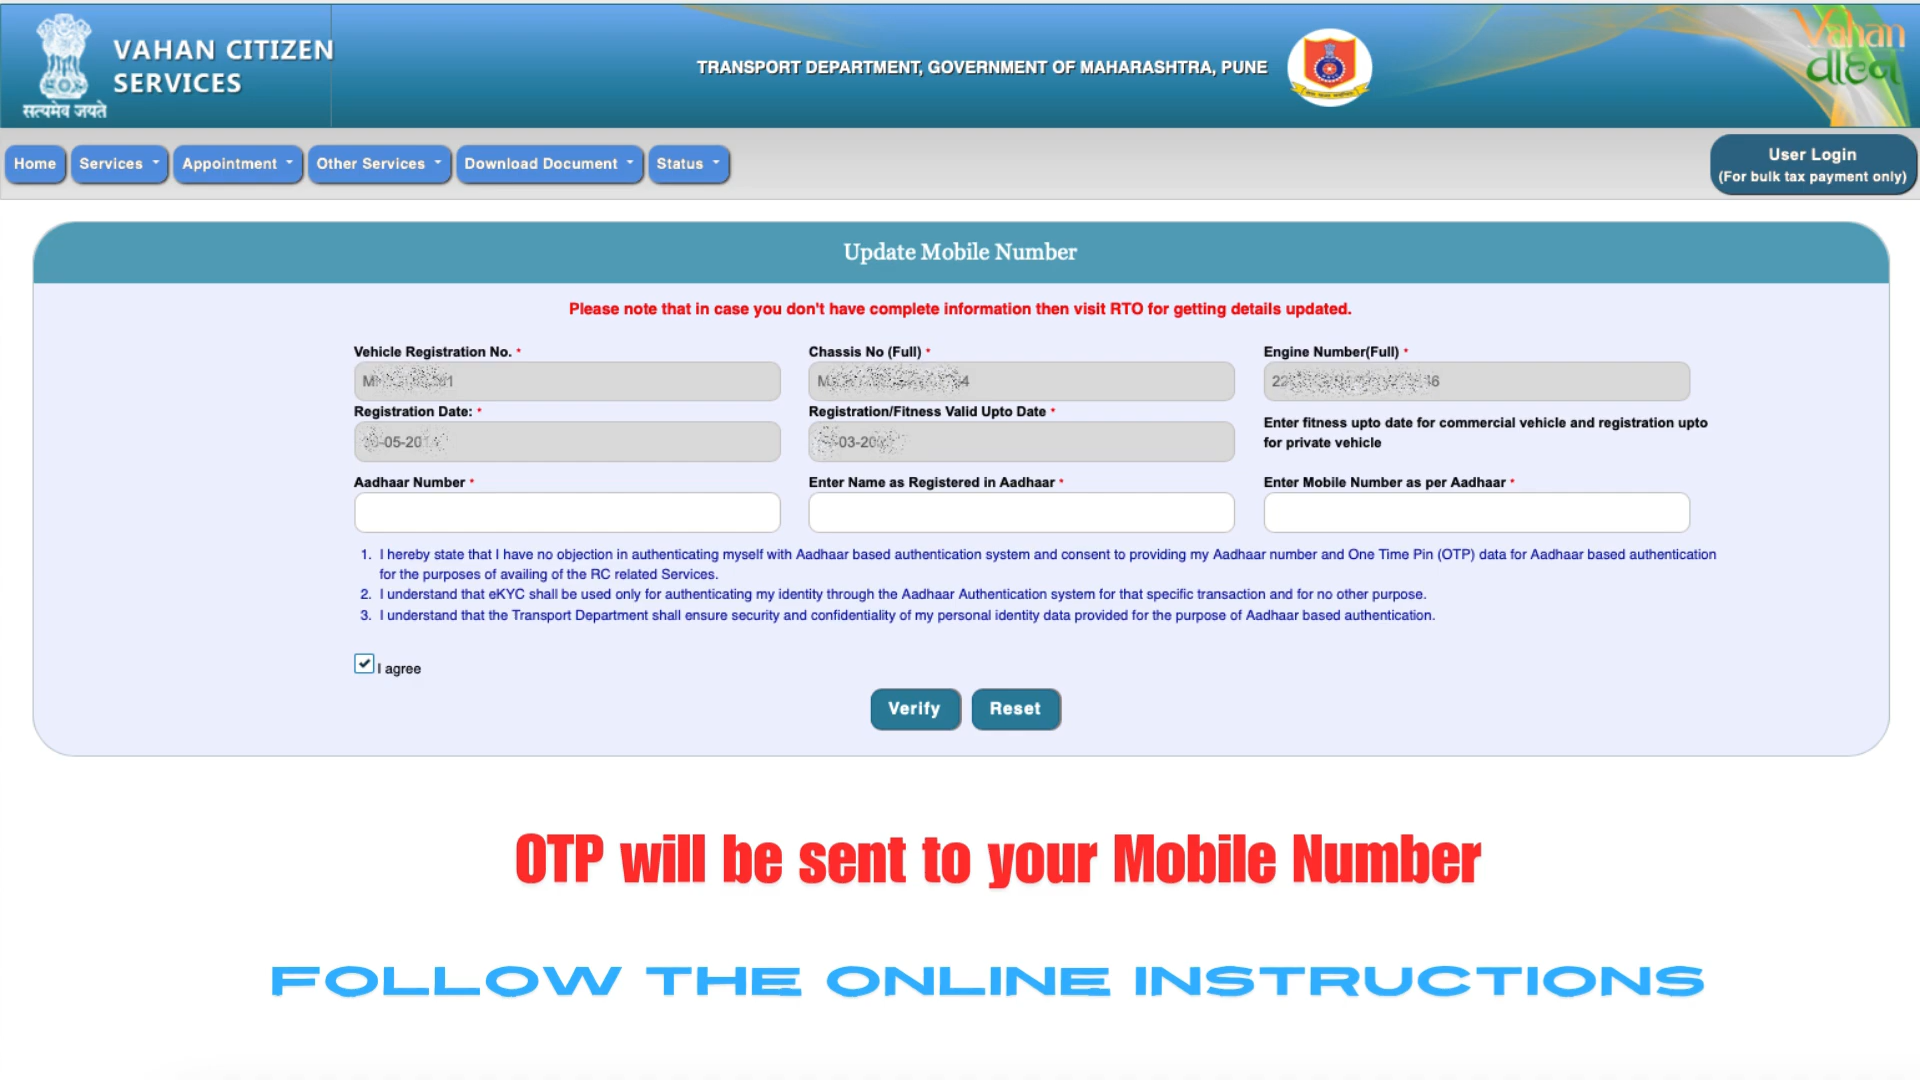 VAHAN CITIZEN
SERVICES
सत्यमेव जयते
TRANSPORT DEPARTMENT, GOVERNMENT OF MAHARASHTRA, PUNE
Vahan
वाहन
Home
Services
Appointment
Other Services
Download Document
Status
User Login
(For bulk tax payment only)
Update Mobile Number
Please note that in case you don't have complete information then visit RTO for getting details updated.
Vehicle Registration No. *
Chassis No (Full) *
Engine Number(Full) *
Registration Date: *
Registration/Fitness Valid Upto Date *
Enter fitness upto date for commercial vehicle and registration upto
for private vehicle
Aadhaar Number *
Enter Name as Registered in Aadhaar *
Enter Mobile Number as per Aadhaar *
1. I hereby state that I have no objection in authenticating myself with Aadhaar based authentication system and consent to providing my Aadhaar number and One Time Pin (OTP) data for Aadhaar based authentication
for the purposes of availing of the RC related Services.
2. I understand that eKYC shall be used only for authenticating my identity through the Aadhaar Authentication system for that specific transaction and for no other purpose.
3. I understand that the Transport Department shall ensure security and confidentiality of my personal identity data provided for the purpose of Aadhaar based authentication.
I agree
Verify
Reset
OTP will be sent to your Mobile Number
FOLLOW THE ONLINE INSTRUCTIONS